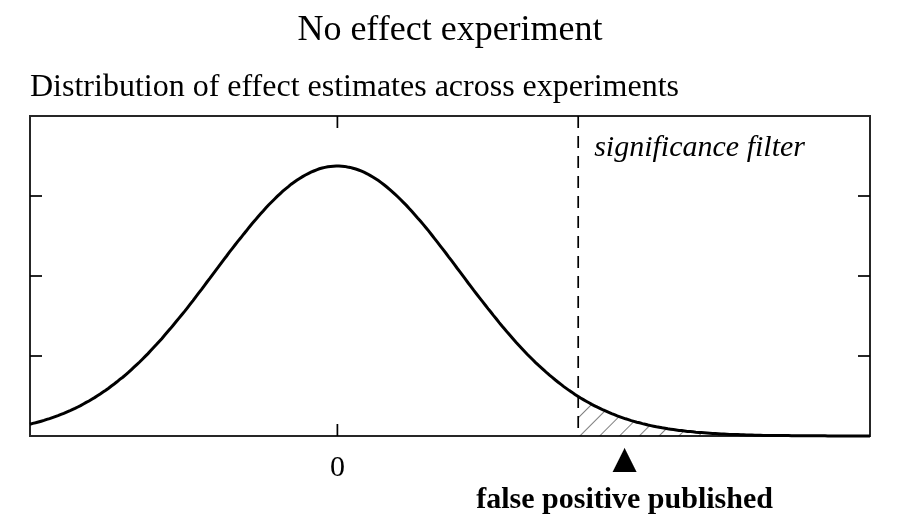 No effect experiment
Distribution of effect estimates across experiments
significance filter
0
false positive published